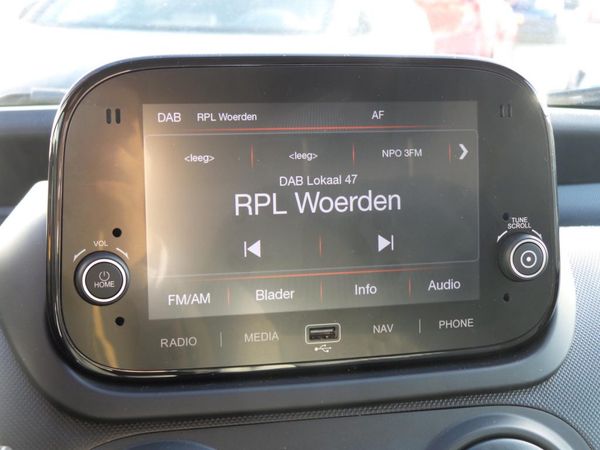 DAB RPL Woerden AF
<leeg> <leeg> NPO 3FM
DAB Lokaal 47
RPL Woerden
FM/AM Blader Info Audio
VOL
HOME
TUNE
SCROLL
RADIO MEDIA NAV PHONE